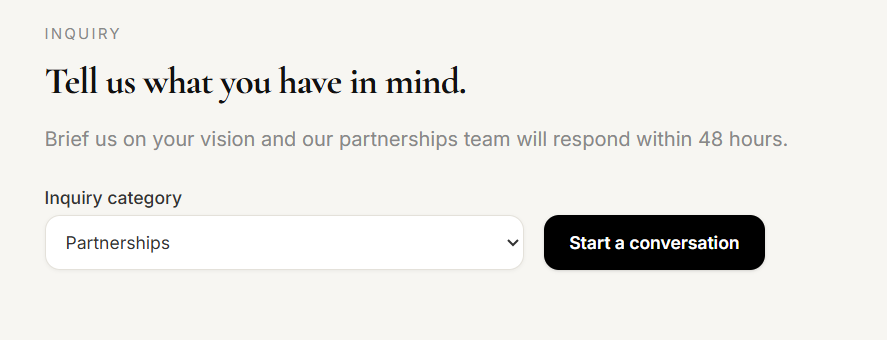 INQUIRY
Tell us what you have in mind.
Brief us on your vision and our partnerships team will respond within 48 hours.
Inquiry category
Partnerships
Start a conversation